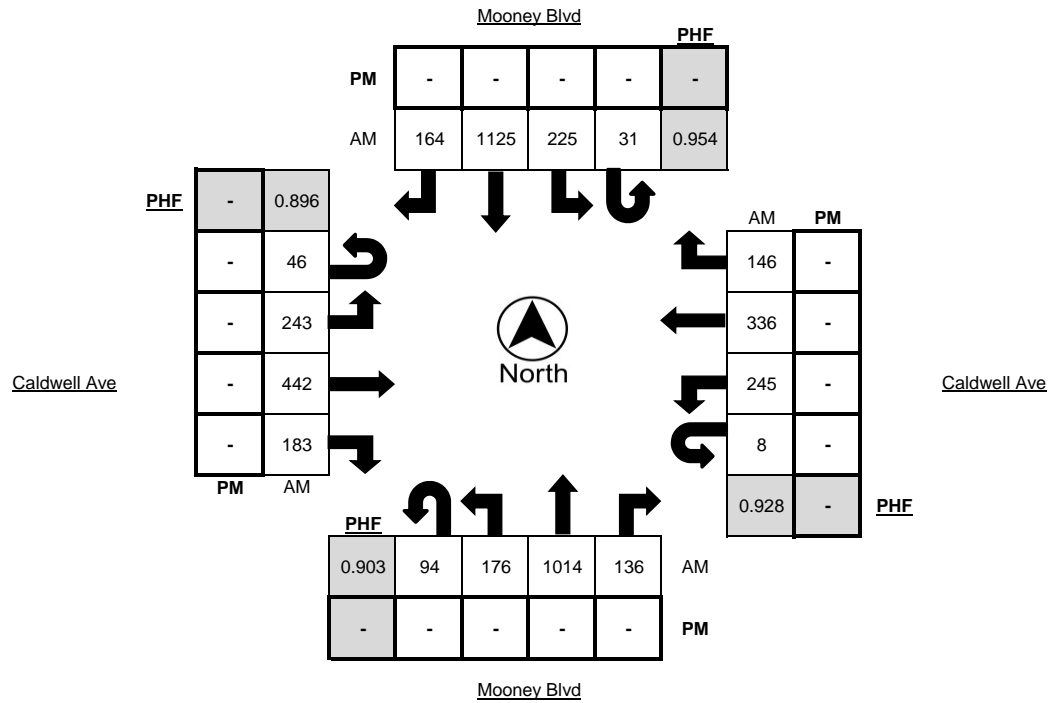 Mooney Blvd
PHF
PM - - - - -
AM 164 1125 225 31 0.954
PHF - 0.896
AM PM
- 46
146 -
- 243
336 -
North
Caldwell Ave
- 442
245 -
Caldwell Ave
- 183
8 -
PM AM
0.928 - PHF
PHF
0.903 94 176 1014 136 AM
- - - - - PM
Mooney Blvd